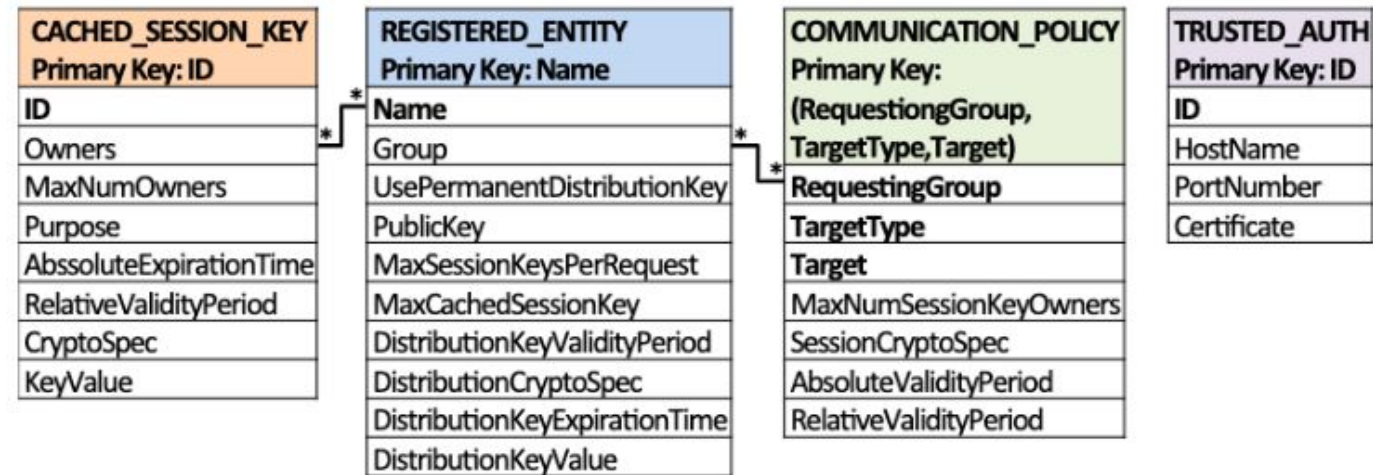 CACHED_SESSION_KEY
Primary Key: ID
ID
Owners
MaxNumOwners
Purpose
AbssoluteExpirationTime
RelativeValidityPeriod
CryptoSpec
KeyValue
*
*
REGISTERED_ENTITY
Primary Key: Name
Name
Group
UsePermanentDistributionKey
PublicKey
MaxSessionKeysPerRequest
MaxCachedSessionKey
DistributionKeyValidityPeriod
DistributionCryptoSpec
DistributionKeyExpirationTime
DistributionKeyValue
*
*
COMMUNICATION_POLICY
Primary Key:
(RequestiongGroup,
TargetType,Target)
RequestingGroup
TargetType
Target
MaxNumSessionKeyOwners
SessionCryptoSpec
AbsoluteValidityPeriod
RelativeValidityPeriod
TRUSTED_AUTH
Primary Key: ID
ID
HostName
PortNumber
Certificate